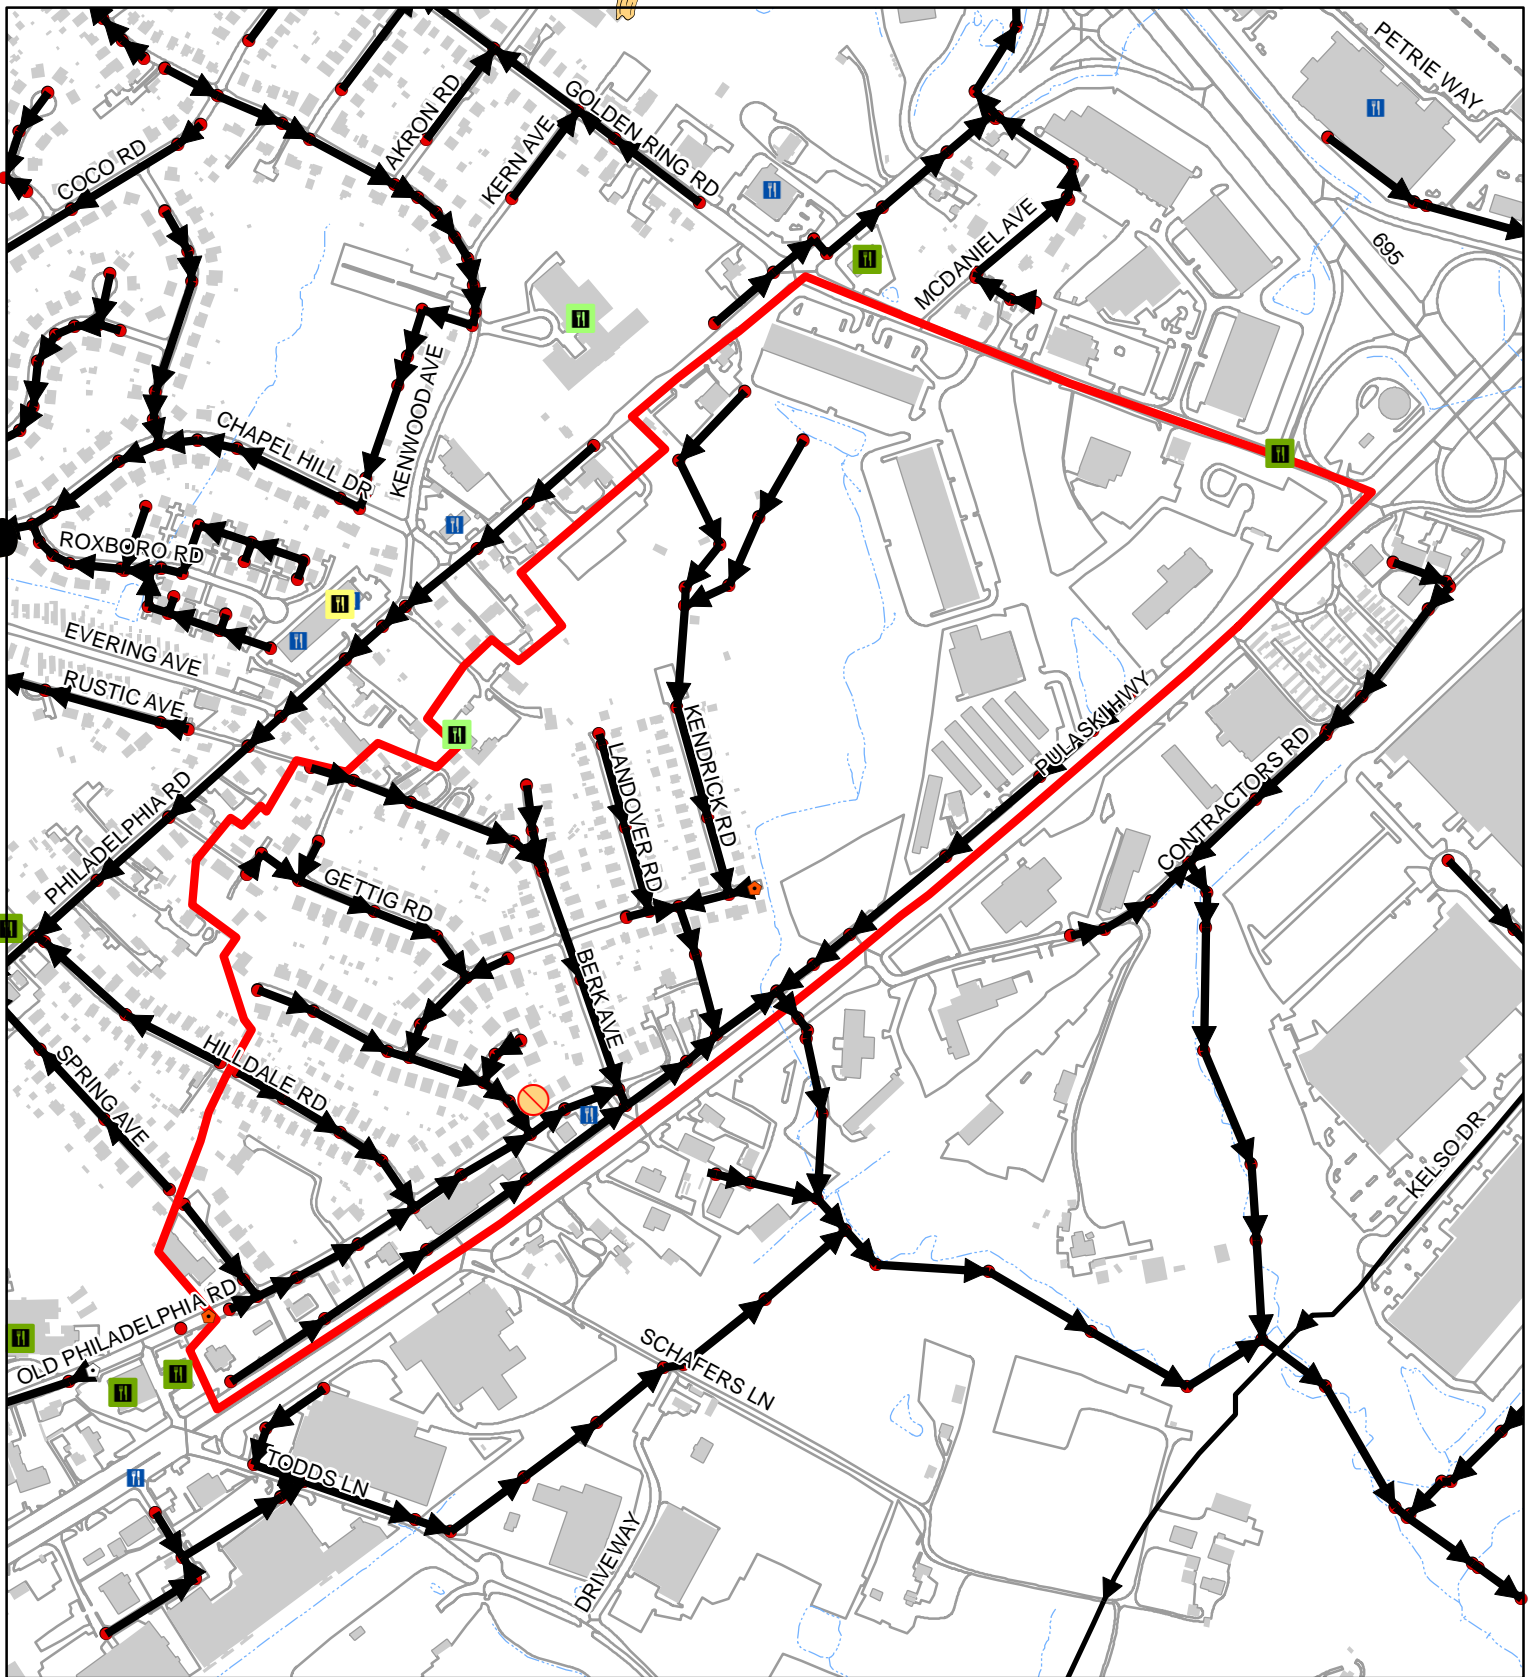 PETRIE WAY
GOLDEN RING RD
AKRON RD
KERN AVE
COCO RD
695
MCDANIEL AVE
KENWOOD AVE
CHAPEL HILL DR
ROXBORO RD
EVERING AVE
RUSTIC AVE
PULASKI HWY
KENDRICK RD
LANDOVER RD
CONTRACTORS RD
PHILADELPHIA RD
GETTIG RD
BERK AVE
HILLDALE RD
SPRING AVE
KELSO DR
OLD PHILADELPHIA RD
SCHAFERS LN
TODDS LN
DRIVEWAY